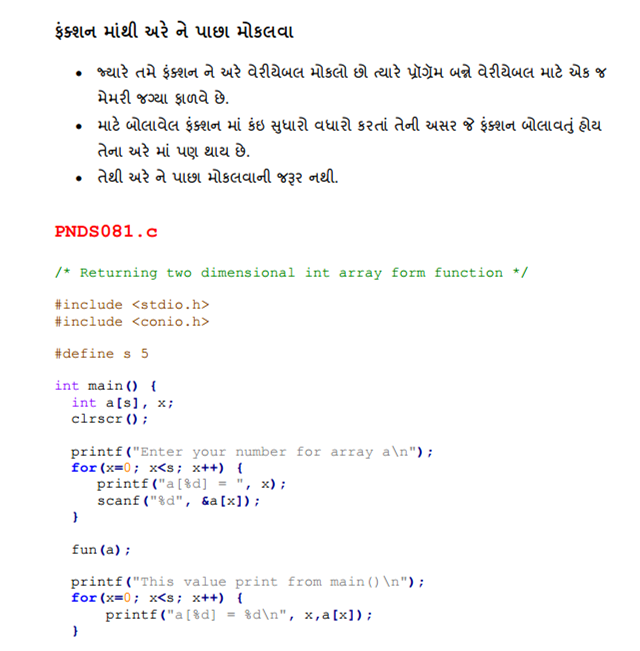 ફંક્શન માંથી અરે ને પાછા મોકલવા
• જ્યારે તમે ફંક્શન ને અરે વેરીયેબલ મોકલો છો ત્યારે પ્રૉગ્રૅમ બન્ને વેરીયેબલ માટે એક જ
મેમરી જગ્યા ફાળવે છે.
• માટે બોલાવેલ ફંક્શન માં કંઇ સુધારો વધારો કરતાં તેની અસર જે ફંક્શન બોલાવતું હોય
તેના અરે માં પણ થાય છે.
• તેથી અરે ને પાછા મોકલવાની જરૂર નથી.
PNDS081.c
/* Returning two dimensional int array form function */
#include <stdio.h>
#include <conio.h>
#define s 5
int main() {
int a[s], x;
clrscr();
printf("Enter your number for array a\n");
for(x=0; x<s; x++) {
printf("a[%d] = ", x);
scanf("%d", &a[x]);
}
fun(a);
printf("This value print from main()\n");
for(x=0; x<s; x++) {
printf("a[%d] = %d\n", x,a[x]);
}